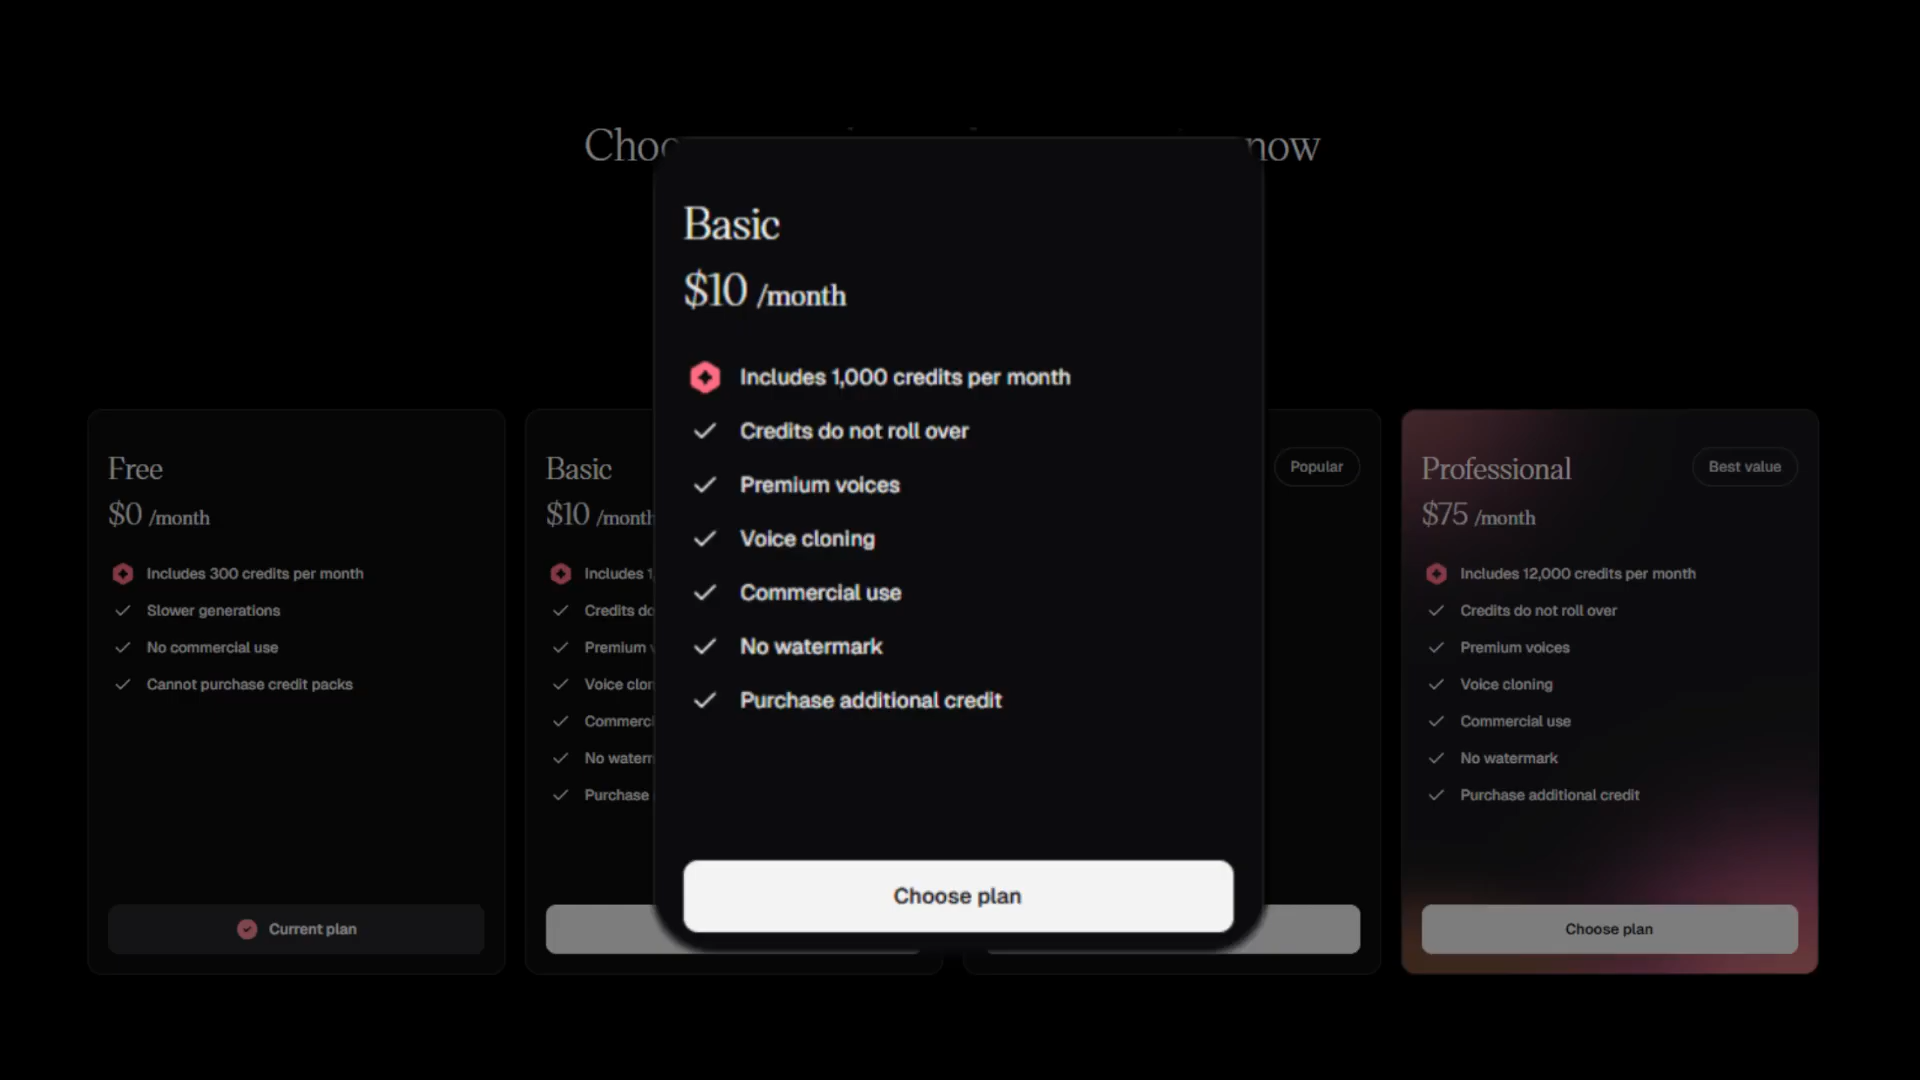 Basic
$10 /month
Includes 1,000 credits per month
Credits do not roll over
Premium voices
Voice cloning
Commercial use
No watermark
Purchase additional credit
Choose plan
Free
$0 /month
Includes 300 credits per month
Slower generations
No commercial use
Cannot purchase credit packs
Current plan
Basic
$10 /month
Includes
Credits do
Premium
Voice
Purchase
Popular
Professional
Best value
$75 /month
Includes 12,000 credits per month
Credits do not roll over
Premium voices
Voice cloning
Commercial use
No watermark
Purchase additional credit
Choose plan